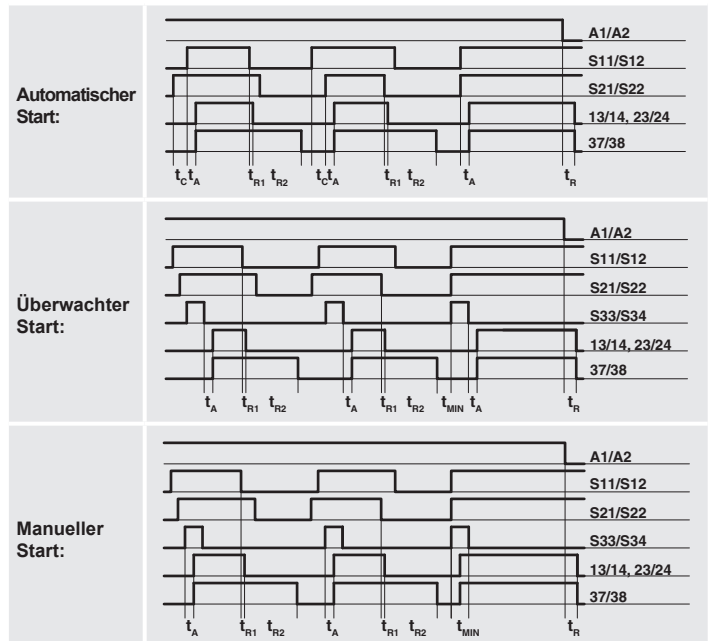 Automatischer
Start:
A1/A2
S11/S12
S21/S22
13/14, 23/24
37/38
tC tA tR1 tR2 tC tA tR1 tR2 tA tR
Überwachter
Start:
A1/A2
S11/S12
S21/S22
S33/S34
13/14, 23/24
37/38
tA tR1 tR2 tA tR1 tR2 tMIN tA tR
Manueller
Start:
A1/A2
S11/S12
S21/S22
S33/S34
13/14, 23/24
37/38
tA tR1 tR2 tA tR1 tR2 tMIN tR